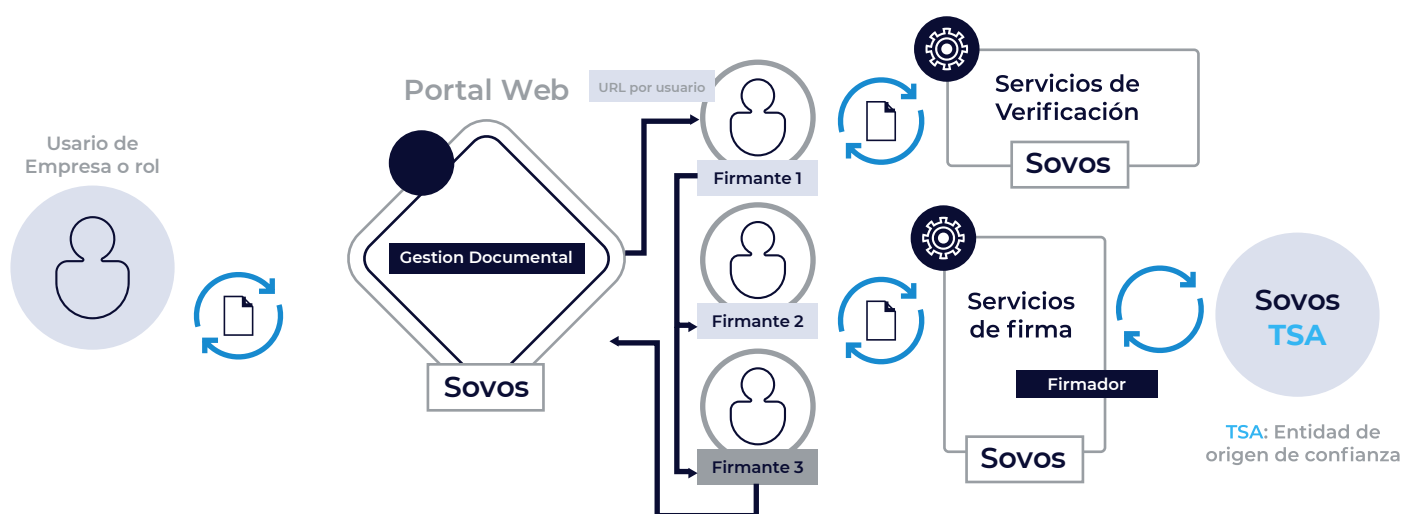 Usario de
Empresa o rol
Portal Web
Gestion Documental
Sovos
URL por usuario
Firmante 1
Firmante 2
Firmante 3
Servicios de
Verificación
Sovos
Servicios
de firma
Firmador
Sovos
Sovos
TSA
TSA: Entidad de
origen de confianza